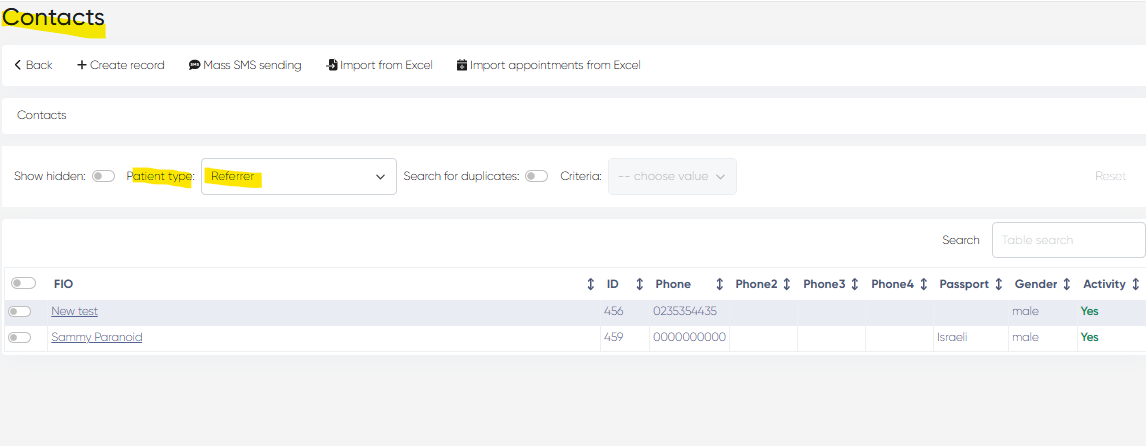 Contacts
Back Create record Mass SMS sending Import from Excel Import appointments from Excel
Contacts
Show hidden: Patient type: Referrer Search for duplicates: Criteria: -- choose value Reset
Search Table search
FIO ID Phone Phone2 Phone3 Phone4 Passport Gender Activity
New test 456 0235354435 male Yes
Sammy Paranoid 459 0000000000 Israeli male Yes